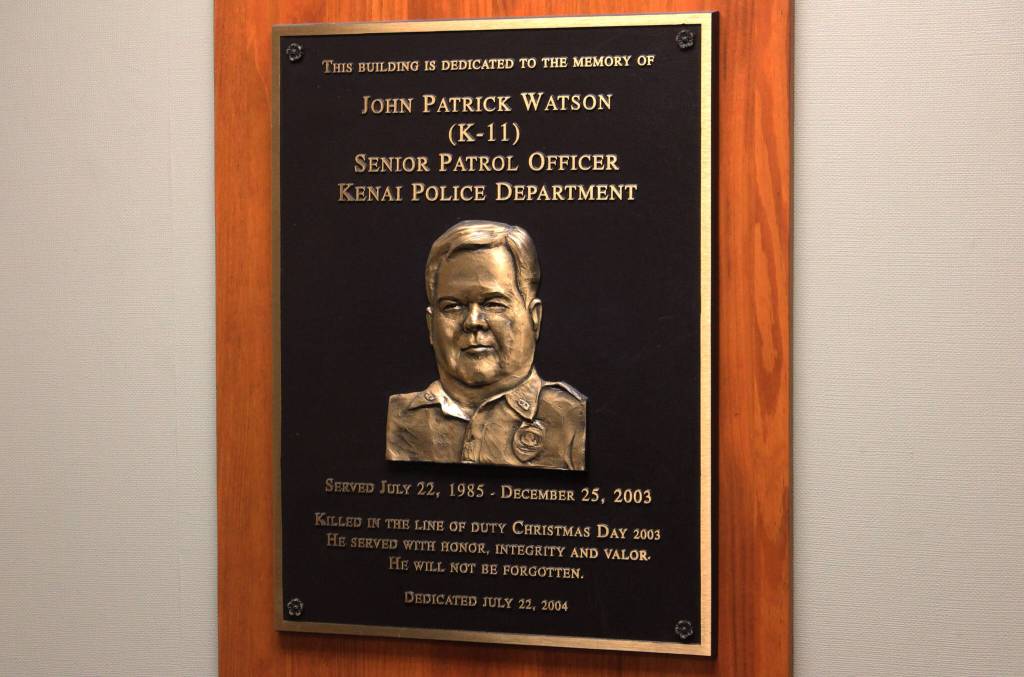 This building is dedicated to the memory of
John Patrick Watson
(K-11)
Senior Patrol Officer
Kenai Police Department
Served July 22, 1985 - December 25, 2003
Killed in the line of duty Christmas Day 2003
He served with honor, integrity and valor.
He will not be forgotten.
Dedicated July 22, 2004